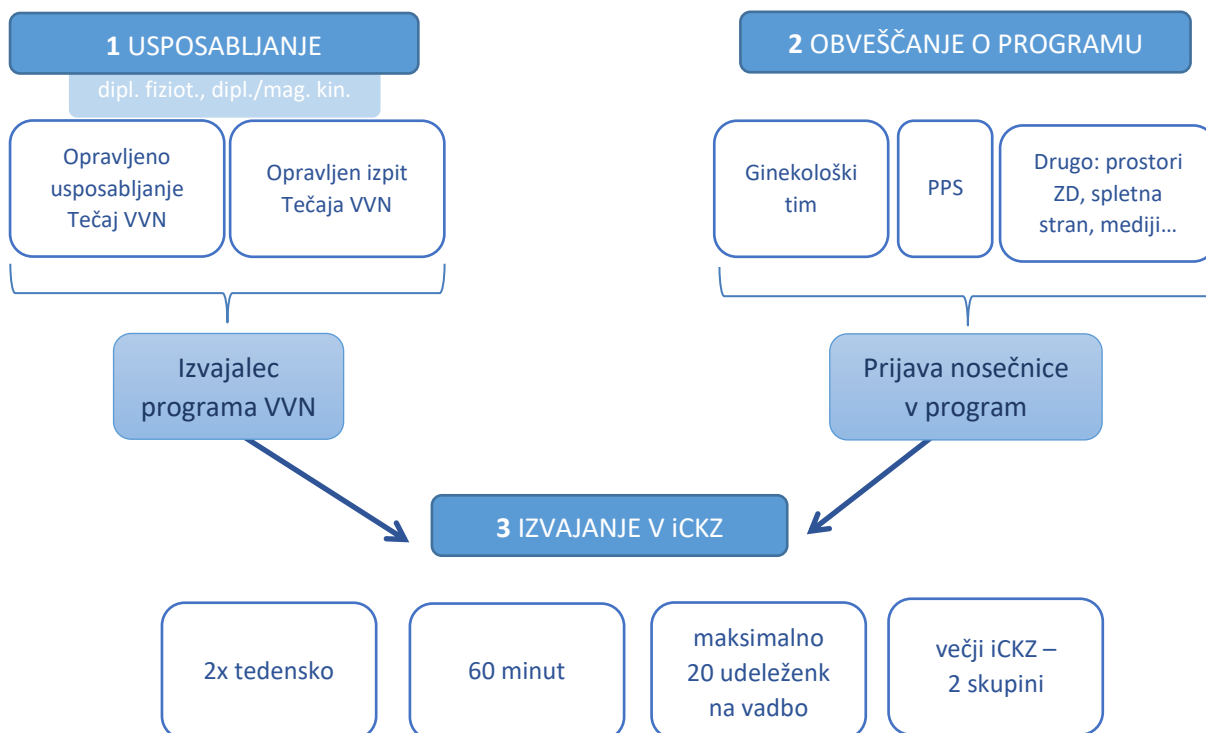 1 USPOSABLJANJE
dipl. fiziot., dipl./mag. kin.
Opravljeno
usposabljanje
Tečaj VVN
Opravljen izpit
Tečaja VVN
Izvajalec
programa VVN
2 OBVEŠČANJE O PROGRAMU
Ginekološki
tim
PPS
Drugo: prostori
ZD, spletna
stran, mediji…
Prijava nosečnice
v program
3 IZVAJANJE V iCKZ
2x tedensko
60 minut
maksimalno
20 udeleženk
na vadbo
večji iCKZ –
2 skupini